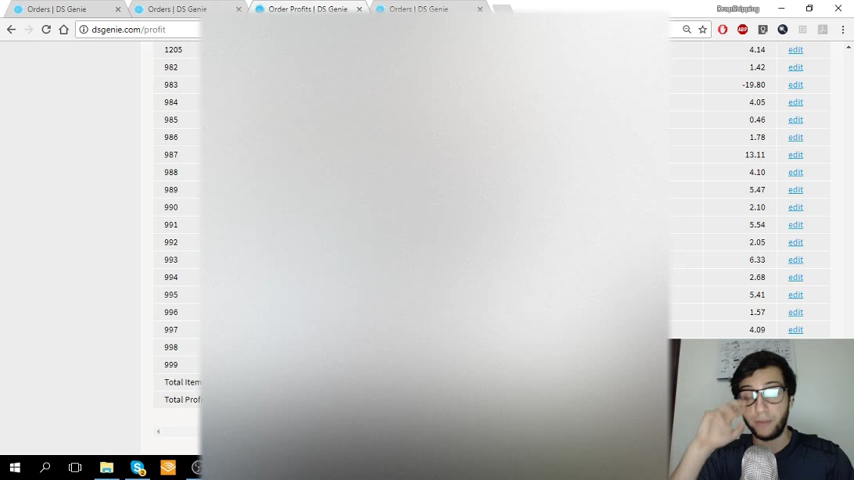 Orders | DS Genie
Orders | DS Genie
Order Profits | DS Genie
Orders | DS Genie
DropShipping
dsgenie.com/profit
ABP
1205 4.14 edit
982 1.42 edit
983 -19.80 edit
984 4.05 edit
985 0.46 edit
986 1.78 edit
987 13.11 edit
988 4.10 edit
989 5.47 edit
990 2.10 edit
991 5.54 edit
992 2.05 edit
993 6.33 edit
994 2.68 edit
995 5.41 edit
996 1.57 edit
997 4.09 edit
998
999
Total Item
Total Prof